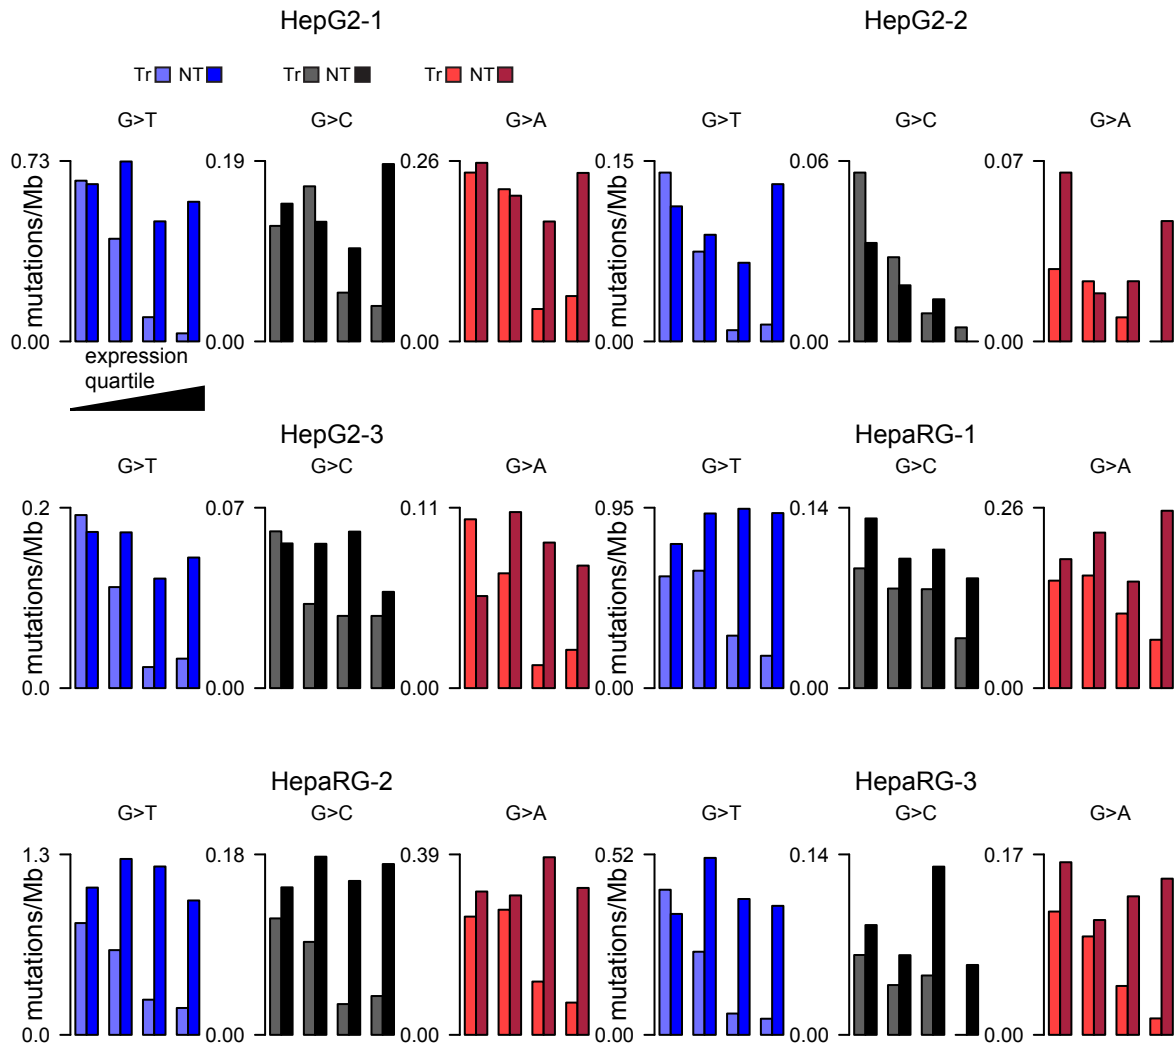 HepG2-1
HepG2-2
Tr NT Tr NT Tr NT
G>T G>C G>A G>T G>C G>A
0.73 0.19 0.26 0.15 0.06 0.07
mutations/Mb mutations/Mb
0.00 0.00 0.00 0.00 0.00 0.00
expression
quartile
HepG2-3 HepaRG-1
G>T G>C G>A G>T G>C G>A
0.2 0.07 0.11 0.95 0.14 0.26
mutations/Mb mutations/Mb
0.0 0.00 0.00 0.00 0.00 0.00
HepaRG-2 HepaRG-3
G>T G>C G>A G>T G>C G>A
1.3 0.18 0.39 0.52 0.14 0.17
mutations/Mb mutations/Mb
0.0 0.00 0.00 0.00 0.00 0.00